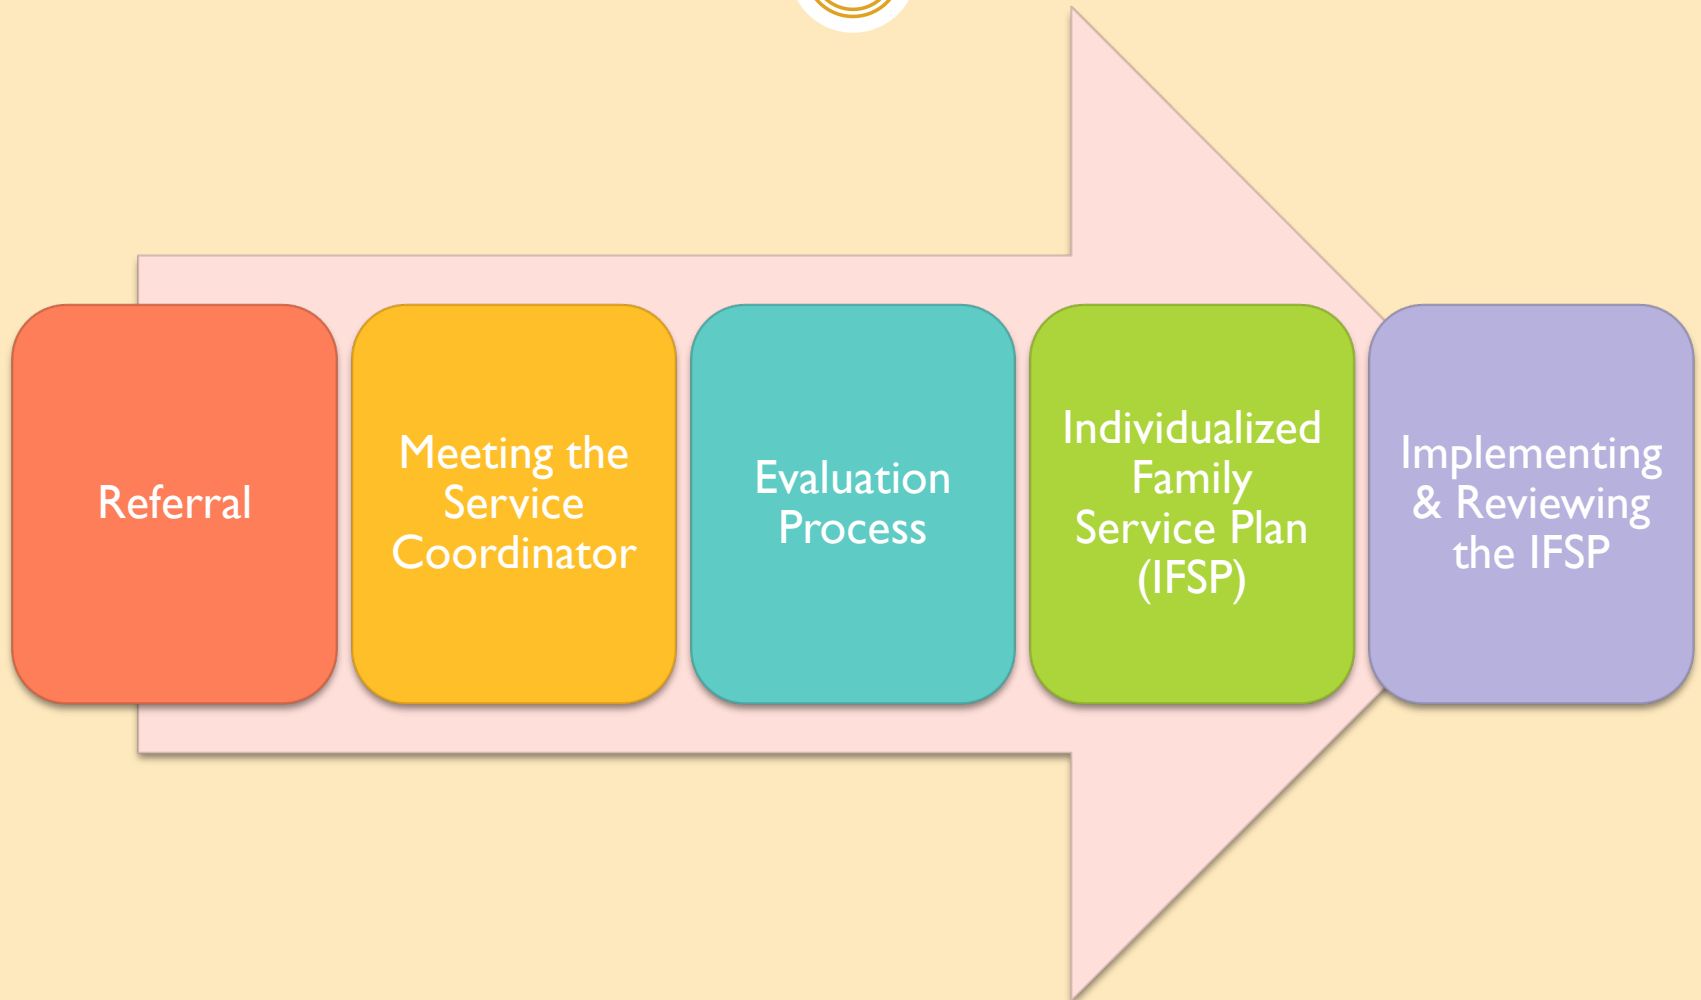 Referral
Meeting the
Service
Coordinator
Evaluation
Process
Individualized
Family
Service Plan
(IFSP)
Implementing
& Reviewing
the IFSP